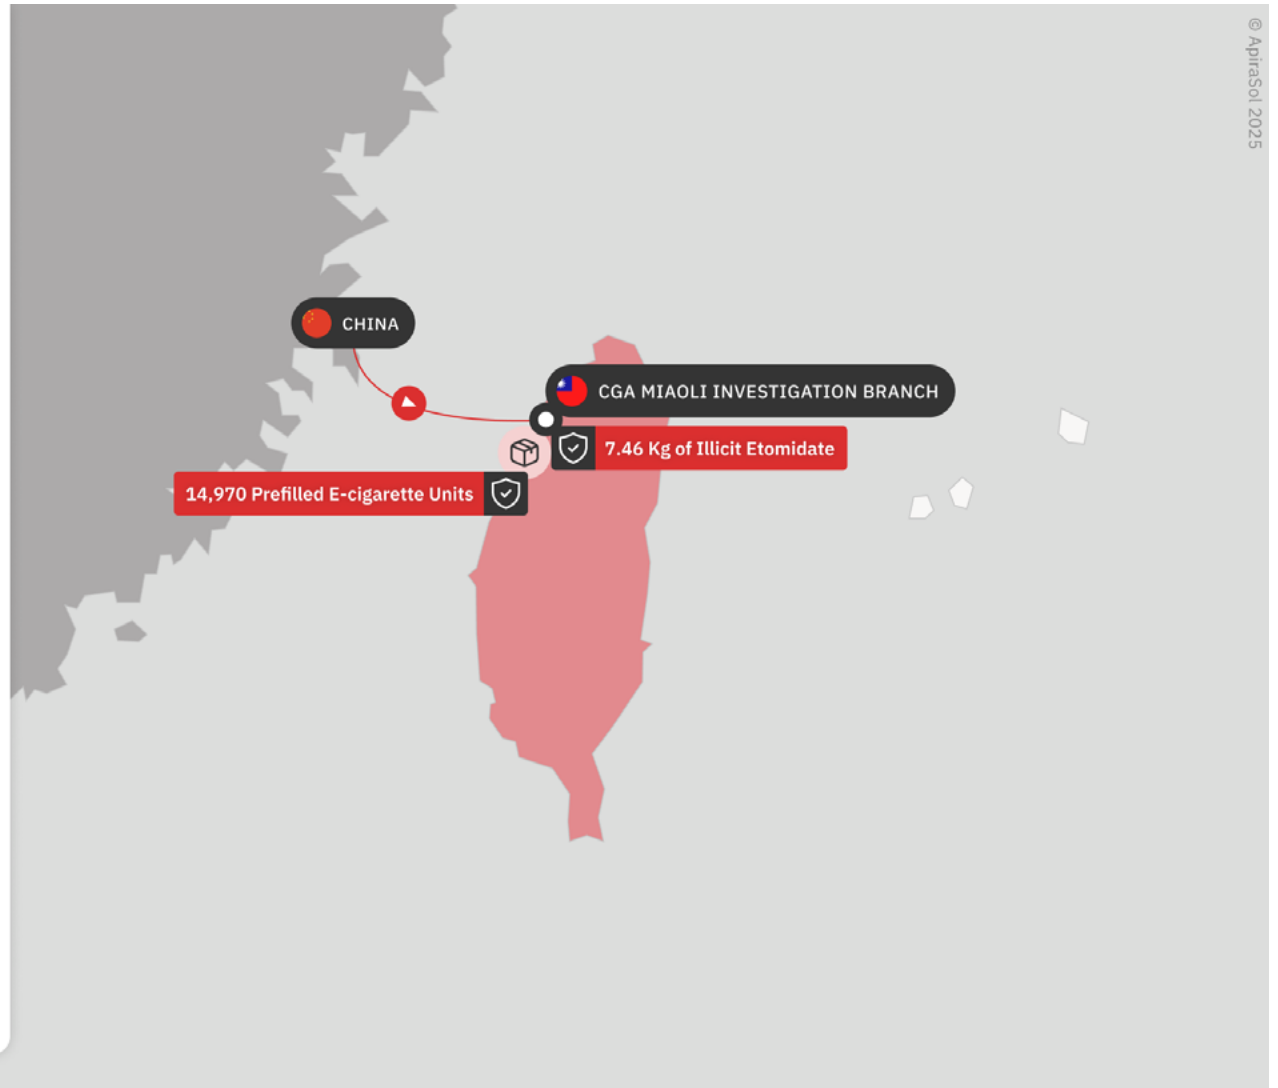 © ApiraSol 2025
CHINA
CGA MIAOLI INVESTIGATION BRANCH
7.46 Kg of Illicit Etomidate
14,970 Prefilled E-cigarette Units